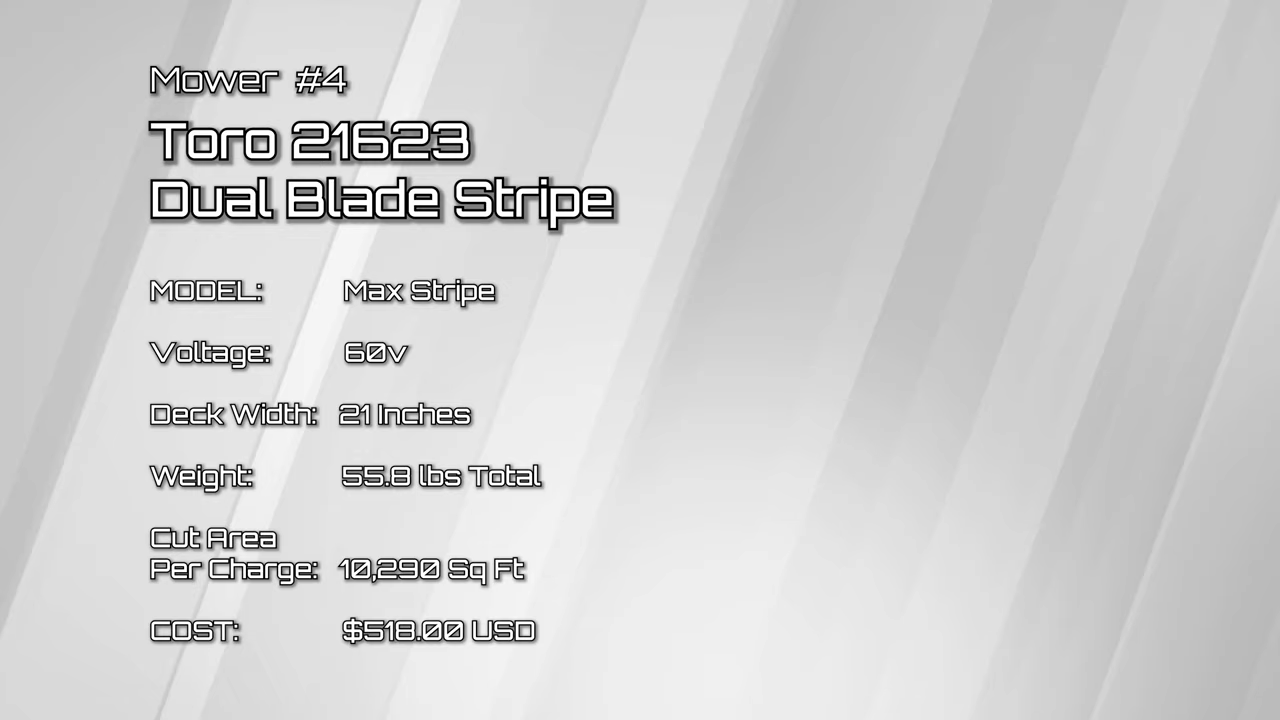 Mower #4
Toro 21623
Dual Blade Stripe
MODEL: Max Stripe
Voltage: 60v
Deck Width: 21 Inches
Weight: 55.8 lbs Total
Cut Area
Per Charge: 10,290 Sq Ft
COST: $518.00 USD